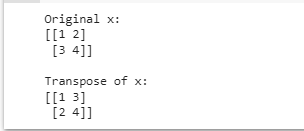 Original x:
[[1 2]
 [3 4]]
Transpose of x:
[[1 3]
 [2 4]]